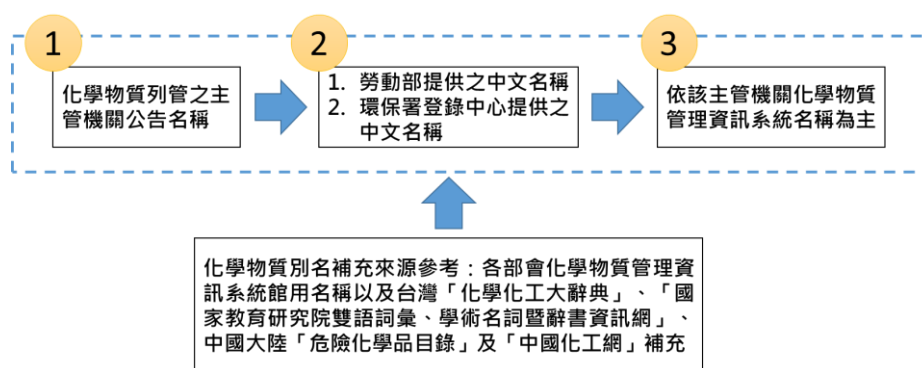 1
化學物質列管之主
管機關公告名稱
2
1. 勞動部提供之中文名稱
2. 環保署登錄中心提供之
中文名稱
3
依該主管機關化學物質
管理資訊系統名稱為主
化學物質別名補充來源參考：各部會化學物質管理資
訊系統館用名稱以及台灣「化學化工大辭典」、「國
家教育研究院雙語詞彙、學術名詞暨辭書資訊網」、
中國大陸「危險化學品目錄」及「中國化工網」補充